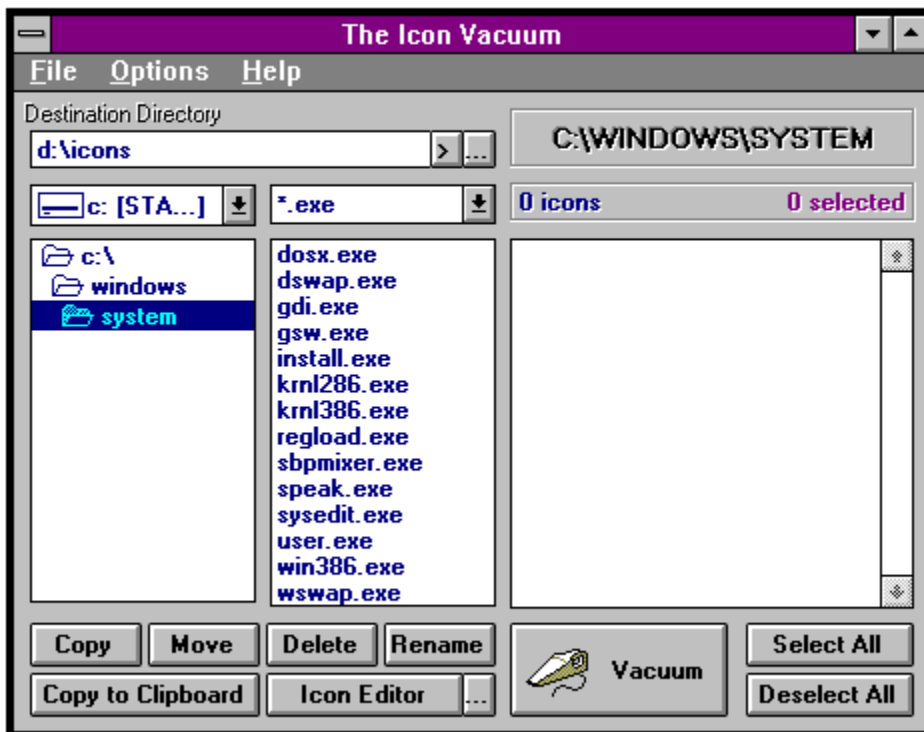 The Icon Vacuum
File Options Help
Destination Directory
d:\icons > ...
C:\WINDOWS\SYSTEM
c: [STA...] *.exe
0 icons 0 selected
c:\
windows
system
dosx.exe
dswap.exe
gdi.exe
gsw.exe
install.exe
krnl286.exe
krnl386.exe
regload.exe
sbpmixer.exe
speak.exe
sysedit.exe
user.exe
win386.exe
wswap.exe
Copy Move Delete Rename
Copy to Clipboard Icon Editor ...
Vacuum
Select All
Deselect All